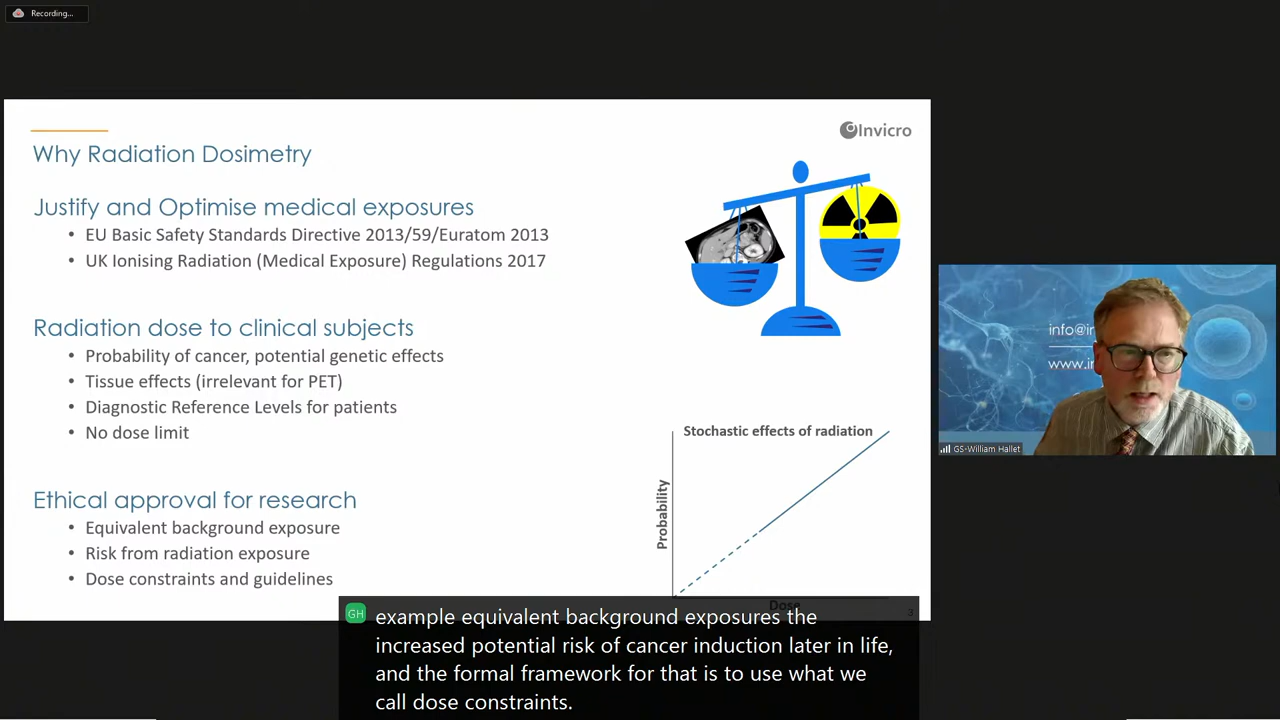 Recording...
Invicro
Why Radiation Dosimetry
Justify and Optimise medical exposures
• EU Basic Safety Standards Directive 2013/59/Euratom 2013
• UK Ionising Radiation (Medical Exposure) Regulations 2017
Radiation dose to clinical subjects
• Probability of cancer, potential genetic effects
• Tissue effects (irrelevant for PET)
• Diagnostic Reference Levels for patients
• No dose limit
Ethical approval for research
• Equivalent background exposure
• Risk from radiation exposure
• Dose constraints and guidelines
Stochastic effects of radiation
Probability
Dose
3
info@in
www.in
GS-William Hallet
GH
example equivalent background exposures the
increased potential risk of cancer induction later in life,
and the formal framework for that is to use what we
call dose constraints.